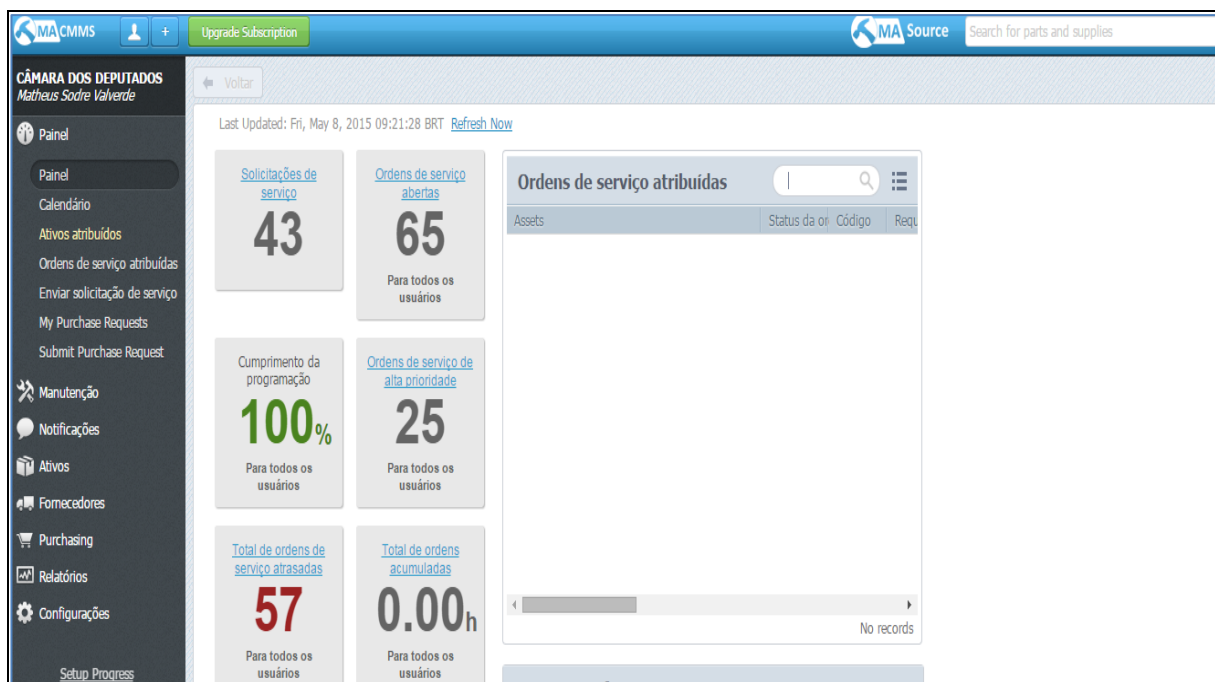 MA CMMS
+
Upgrade Subscription
MA Source
Search for parts and supplies
CÂMARA DOS DEPUTADOS
Matheus Sodre Valverde
Painel
Painel
Calendário
Ativos atribuídos
Ordens de serviço atribuídas
Enviar solicitação de serviço
My Purchase Requests
Submit Purchase Request
Manutenção
Notificações
Ativos
Fornecedores
Purchasing
Relatórios
Configurações
Setup Progress
Voltar
Last Updated: Fri, May 8, 2015 09:21:28 BRT Refresh Now
Solicitações de
serviço
43
Ordens de serviço
abertas
65
Para todos os
usuários
Cumprimento da
programação
100%
Para todos os
usuários
Ordens de serviço de
alta prioridade
25
Para todos os
usuários
Total de ordens de
serviço atrasadas
57
Para todos os
usuários
Total de ordens
acumuladas
0.00h
Para todos os
usuários
Ordens de serviço atribuídas
Assets Status da or Código Requ
No records